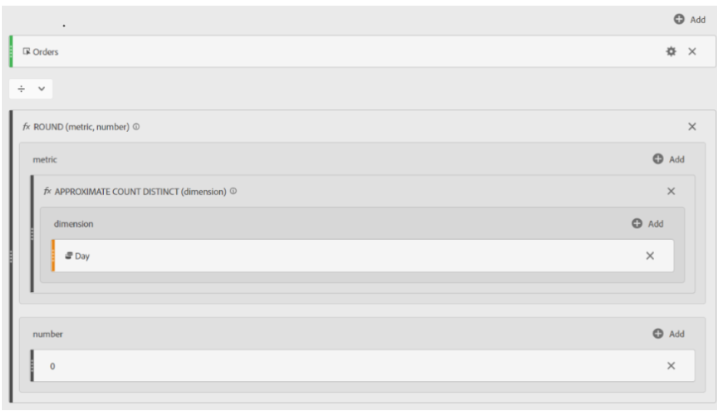 Add
Orders
÷
fx ROUND (metric, number)
metric
Add
fx APPROXIMATE COUNT DISTINCT (dimension)
dimension
Add
Day
number
Add
0